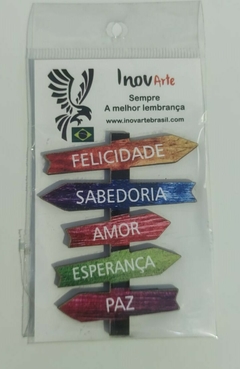 InovArte
Sempre
A melhor lembrança
www.inovartebrasil.com
FELICIDADE
SABEDORIA
AMOR
ESPERANÇA
PAZ